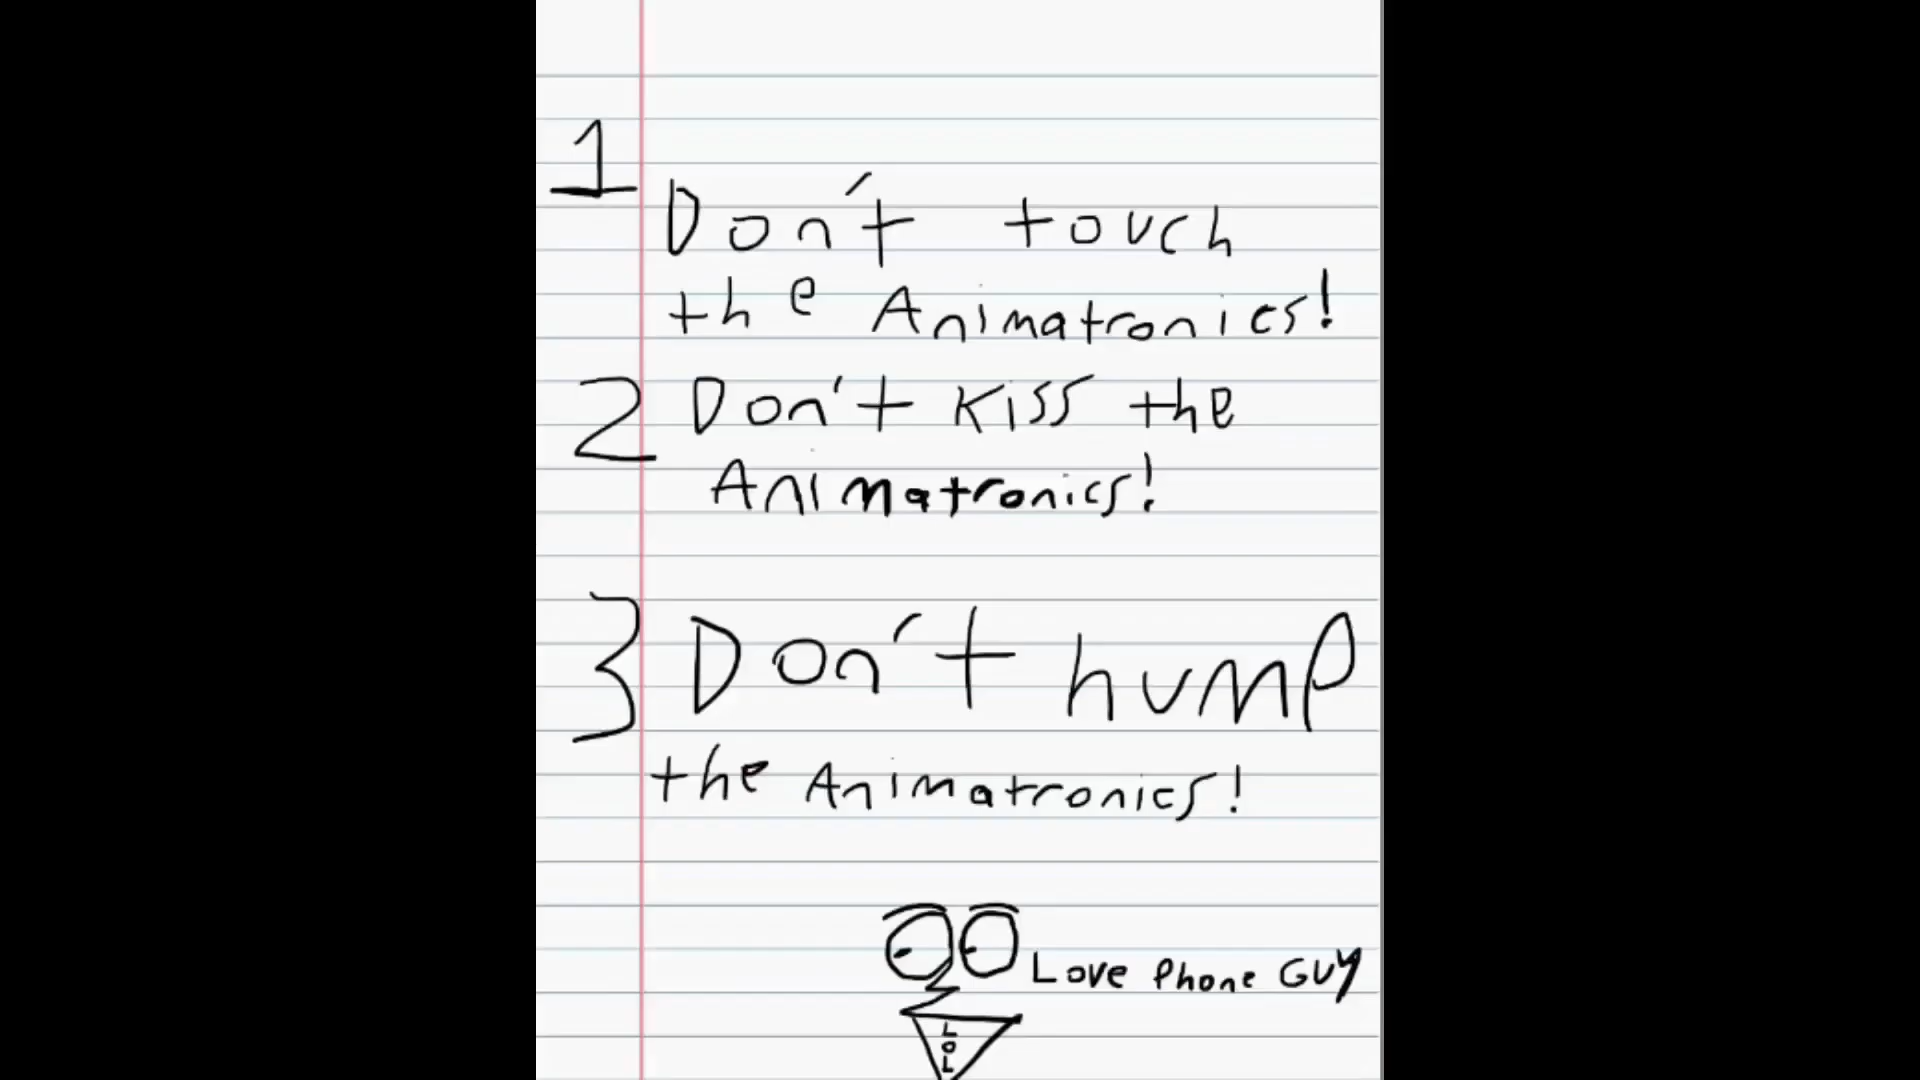 1
Don't touch
the Animatronics!
2 Don't kiss the
Animatronics!
3 Don't hump
the Animatronics!
Love Phone Guy
LOL